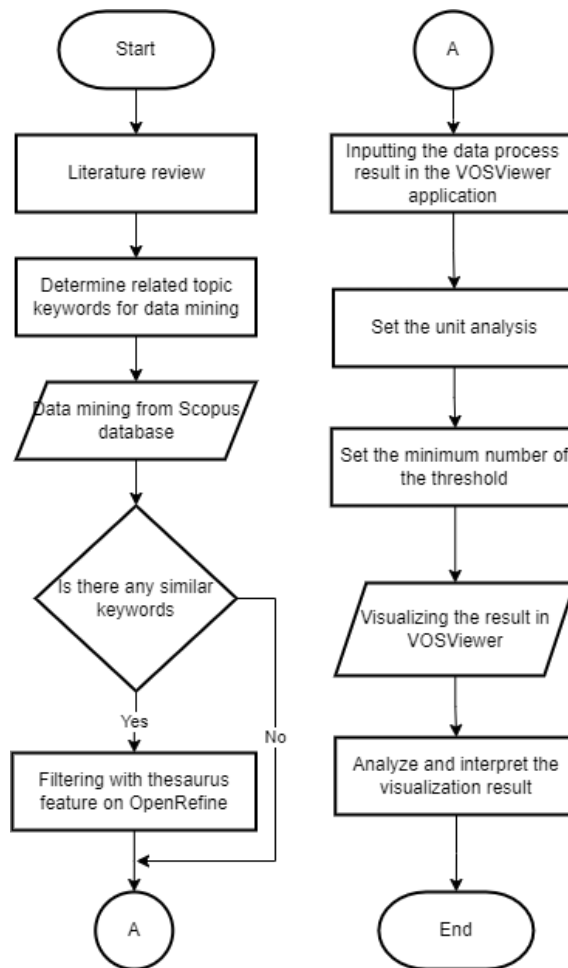 Start
Literature review
Determine related topic
keywords for data mining
Data mining from Scopus
database
Is there any similar
keywords
Yes
No
Filtering with thesaurus
feature on OpenRefine
A
A
Inputting the data process
result in the VOSViewer
application
Set the unit analysis
Set the minimum number of
the threshold
Visualizing the result in
VOSViewer
Analyze and interpret the
visualization result
End